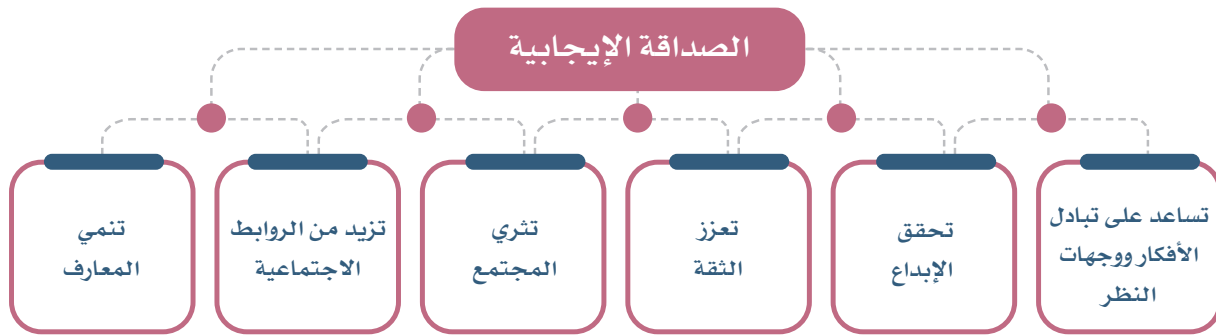 الصداقة الإيجابية
تساعد على تبادل
الأفكار ووجهات
النظر
تحقق
الإبداع
تعزز
الثقة
تثري
المجتمع
تزيد من الروابط
الاجتماعية
تنمي
المعارف